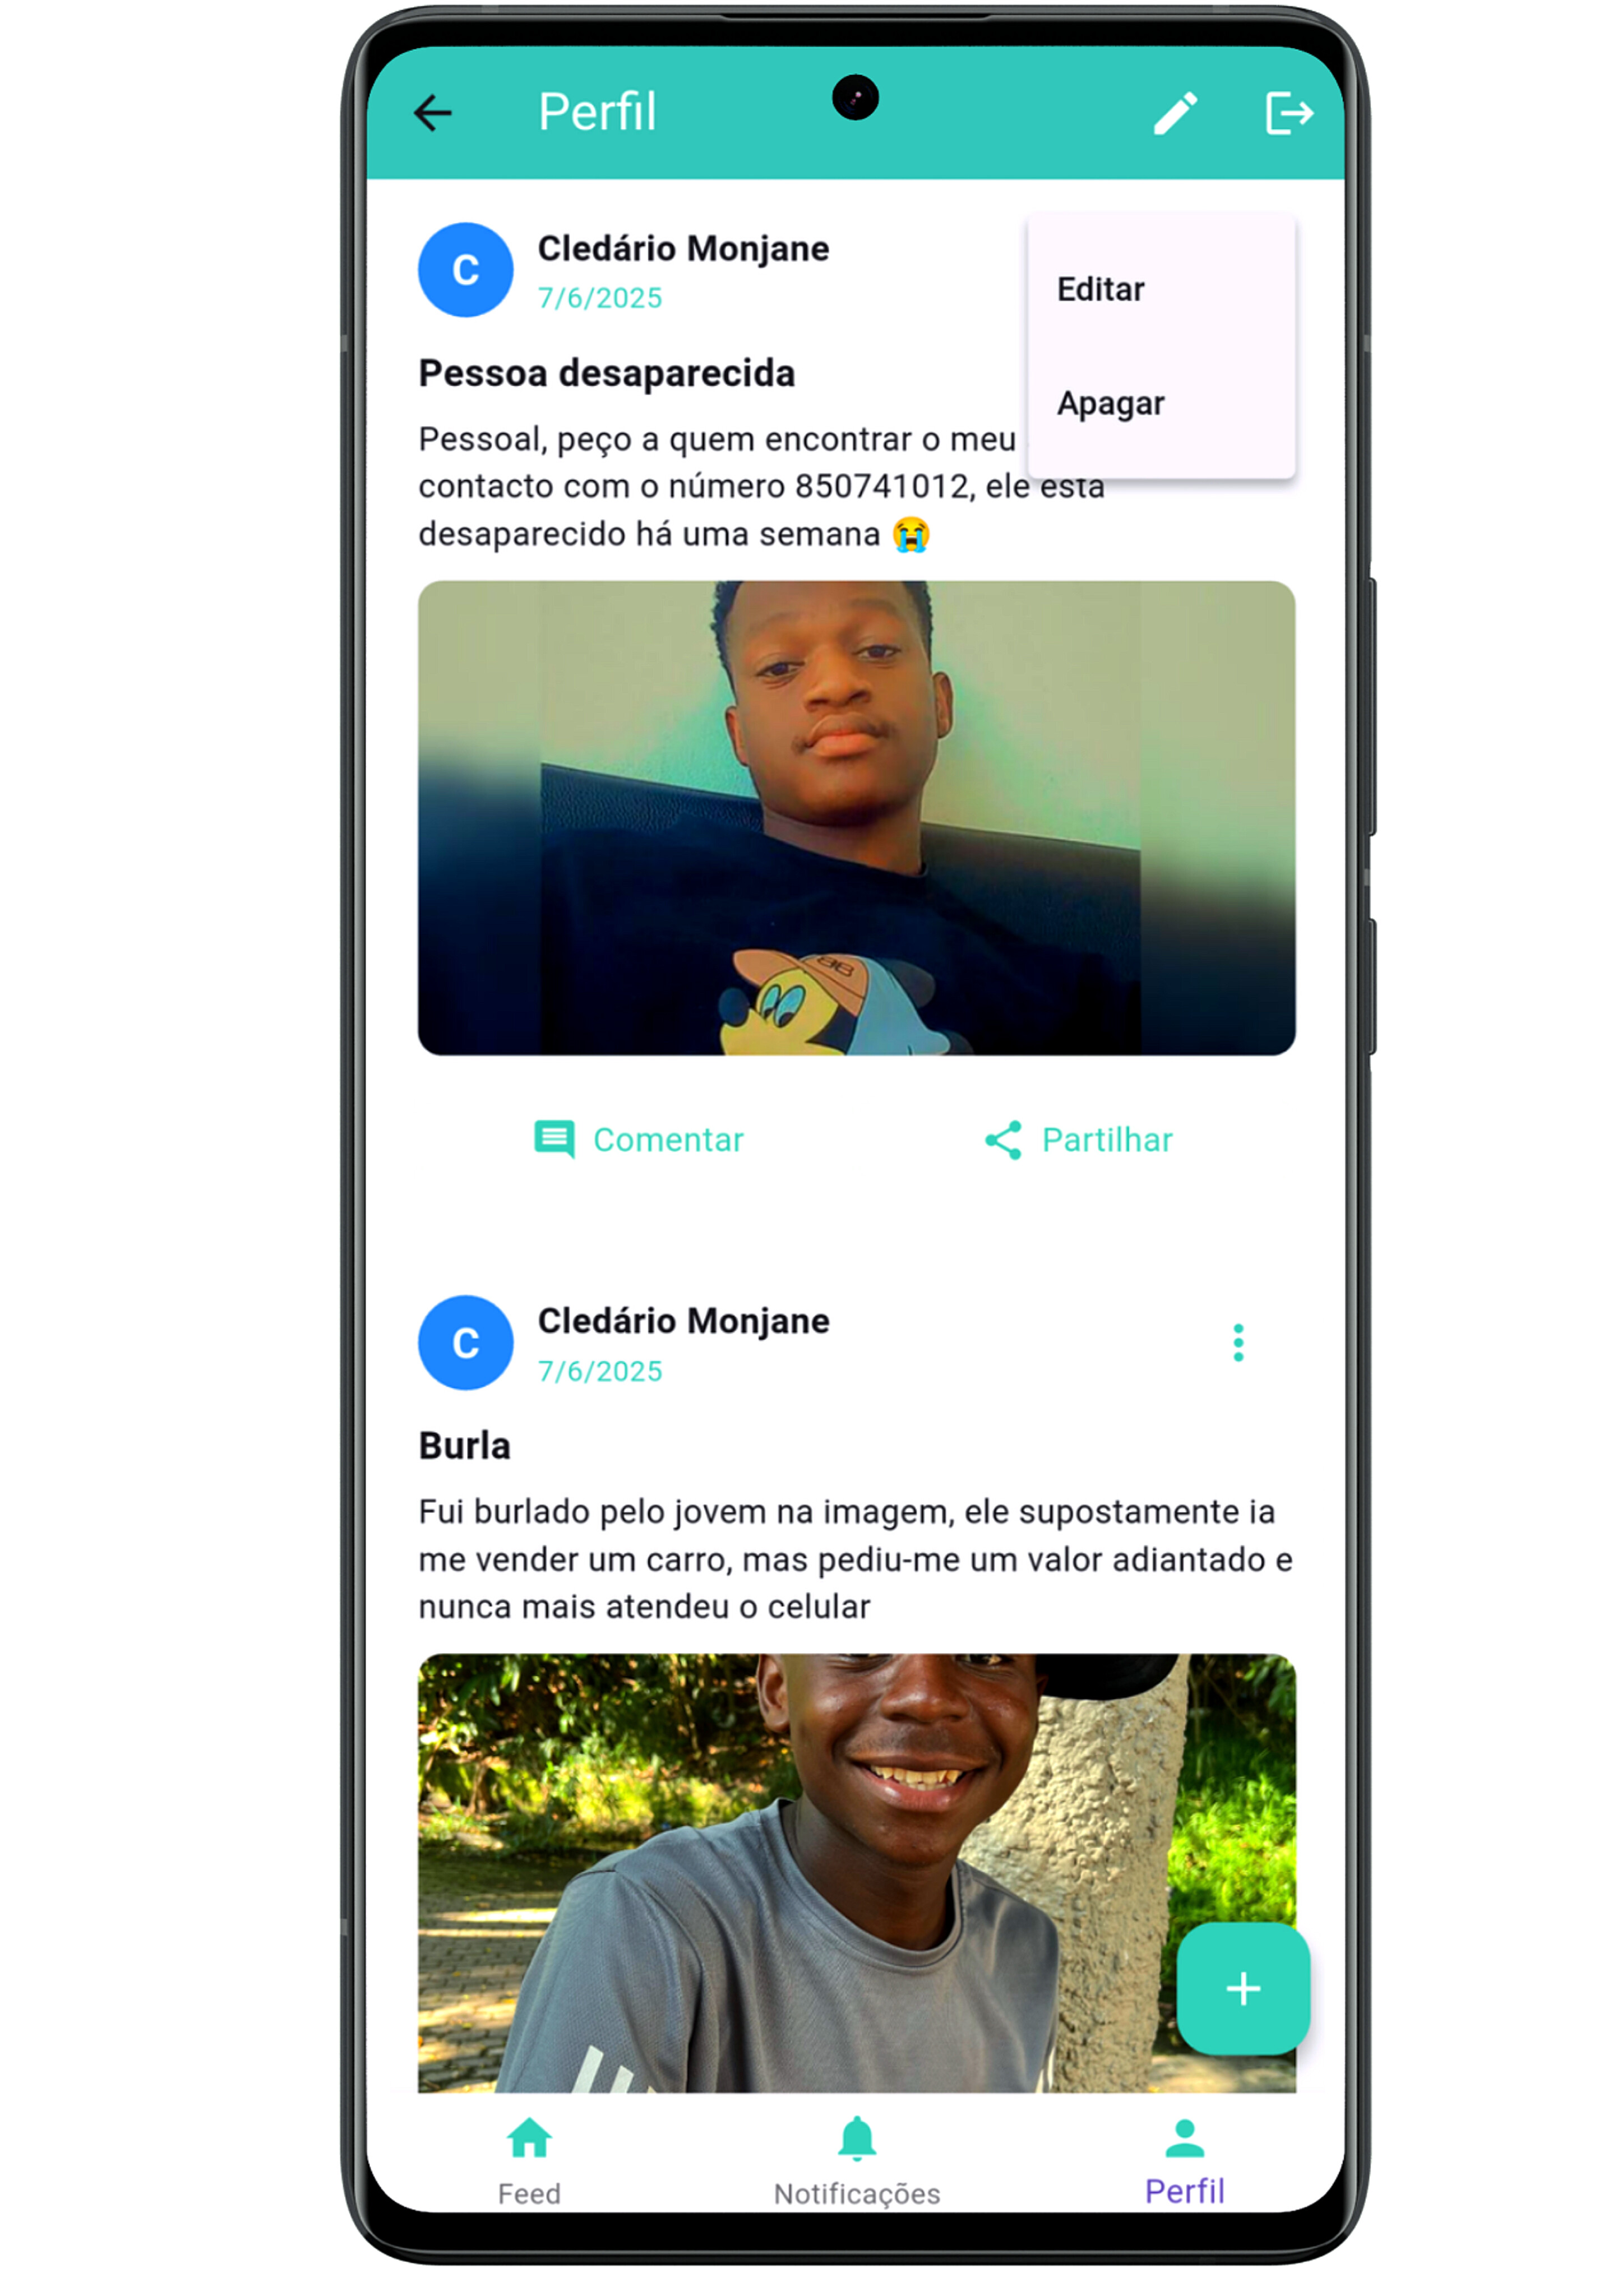 Perfil
C
Cledário Monjane
7/6/2025
Editar
Apagar
Pessoa desaparecida
Pessoal, peço a quem encontrar o meu
contacto com o número 850741012, ele esta
desaparecido há uma semana 😭
Comentar
Partilhar
C
Cledário Monjane
7/6/2025
Burla
Fui burlado pelo jovem na imagem, ele supostamente ia
me vender um carro, mas pediu-me um valor adiantado e
nunca mais atendeu o celular
Feed
Notificações
Perfil